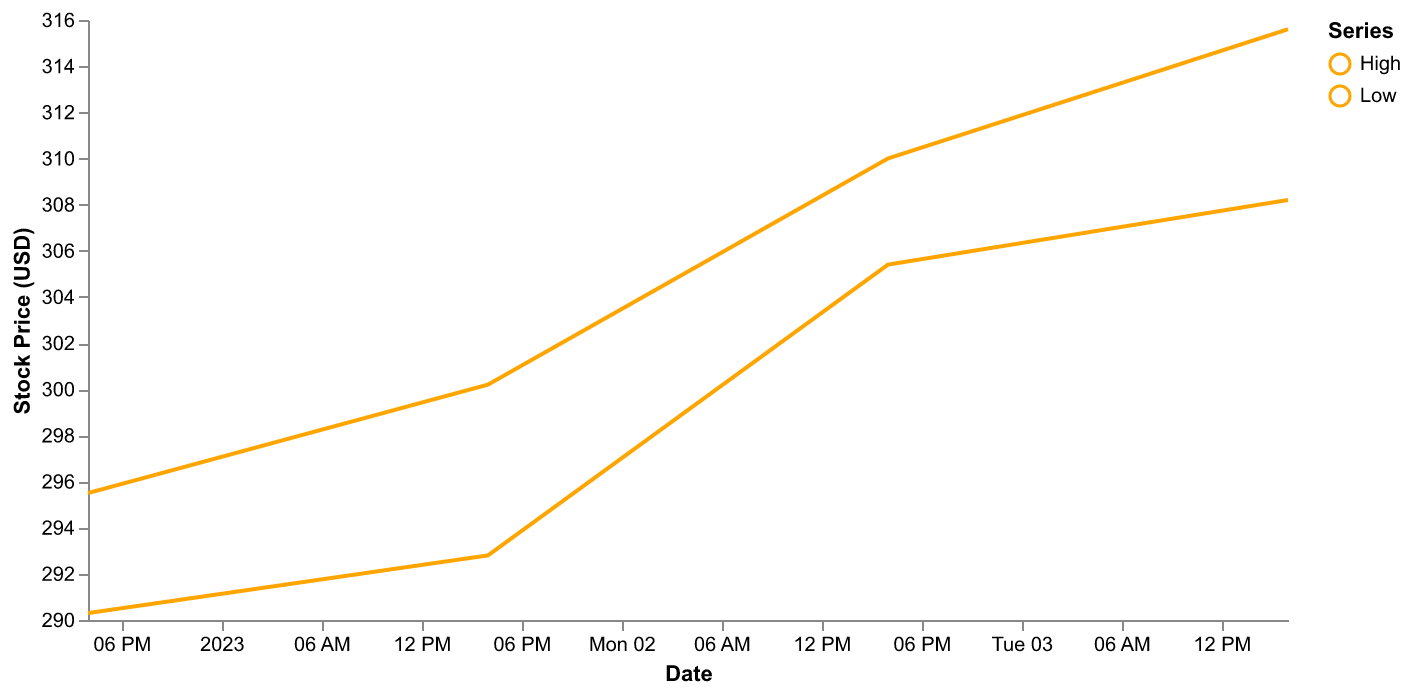 316
314
312
310
308
306
304
302
300
298
296
294
292
290
Stock Price (USD)
06 PM
2023
06 AM
12 PM
06 PM
Mon 02
06 AM
12 PM
06 PM
Tue 03
06 AM
12 PM
Date
Series
High
Low